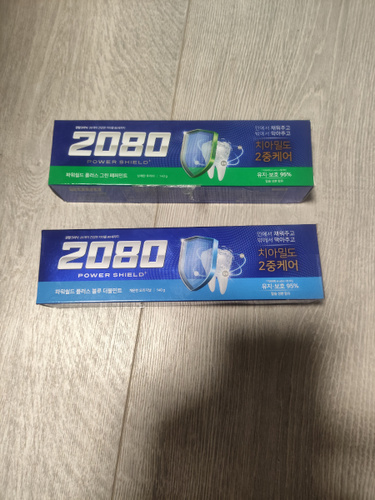 2080
POWER SHIELD+
안에서 채워주고
밖에서 막아주고
치아밀도
2중케어
유지·보호 95%
파워쉴드 플러스 그린 페퍼민트
2080
POWER SHIELD+
안에서 채워주고
밖에서 막아주고
치아밀도
2중케어
유지·보호 95%
파워쉴드 플러스 블루 더블민트